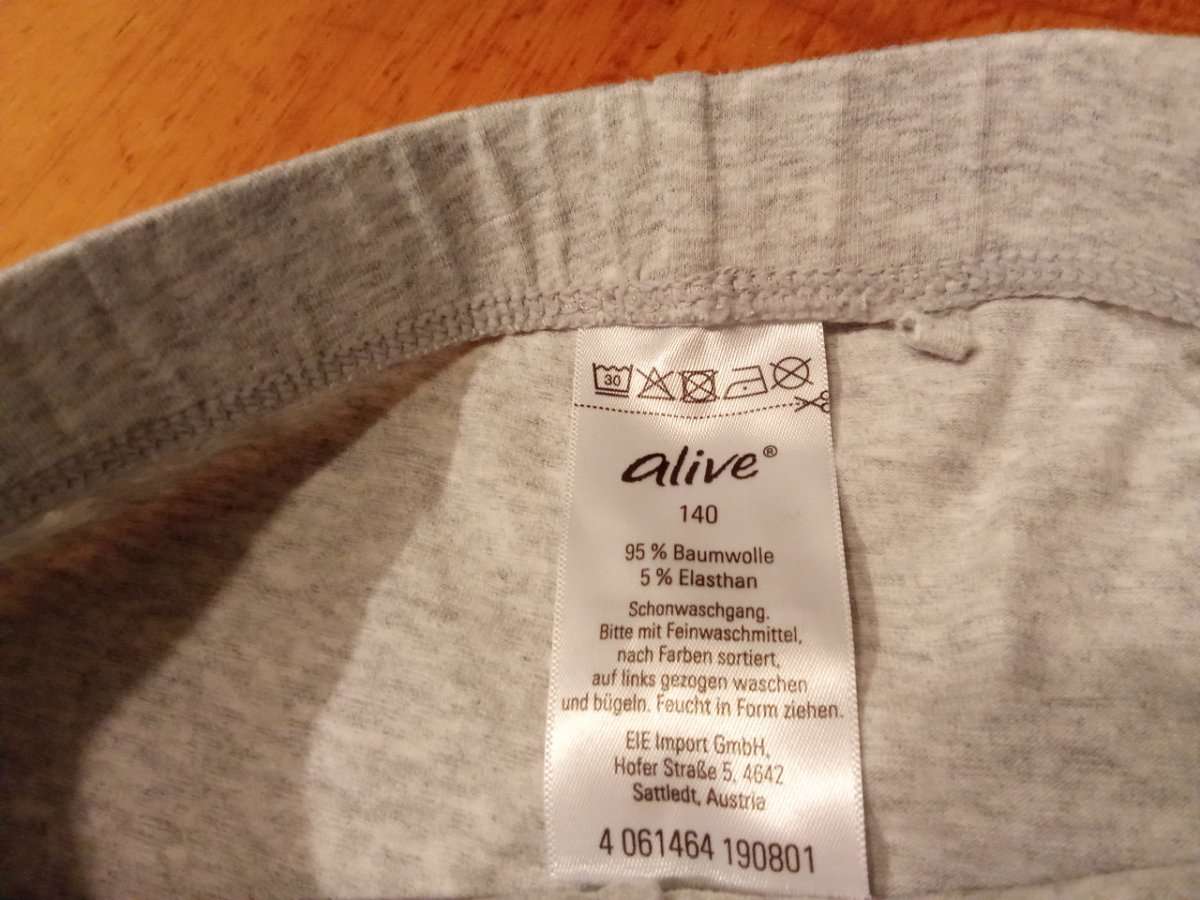 30
alive®
140
95 % Baumwolle
5 % Elasthan
Schonwaschgang.
Bitte mit Feinwaschmittel,
nach Farben sortiert,
auf links gezogen waschen
und bügeln. Feucht in Form ziehen.
EIE Import GmbH,
Hofer Straße 5, 4642
Sattledt, Austria
4 061464 190801